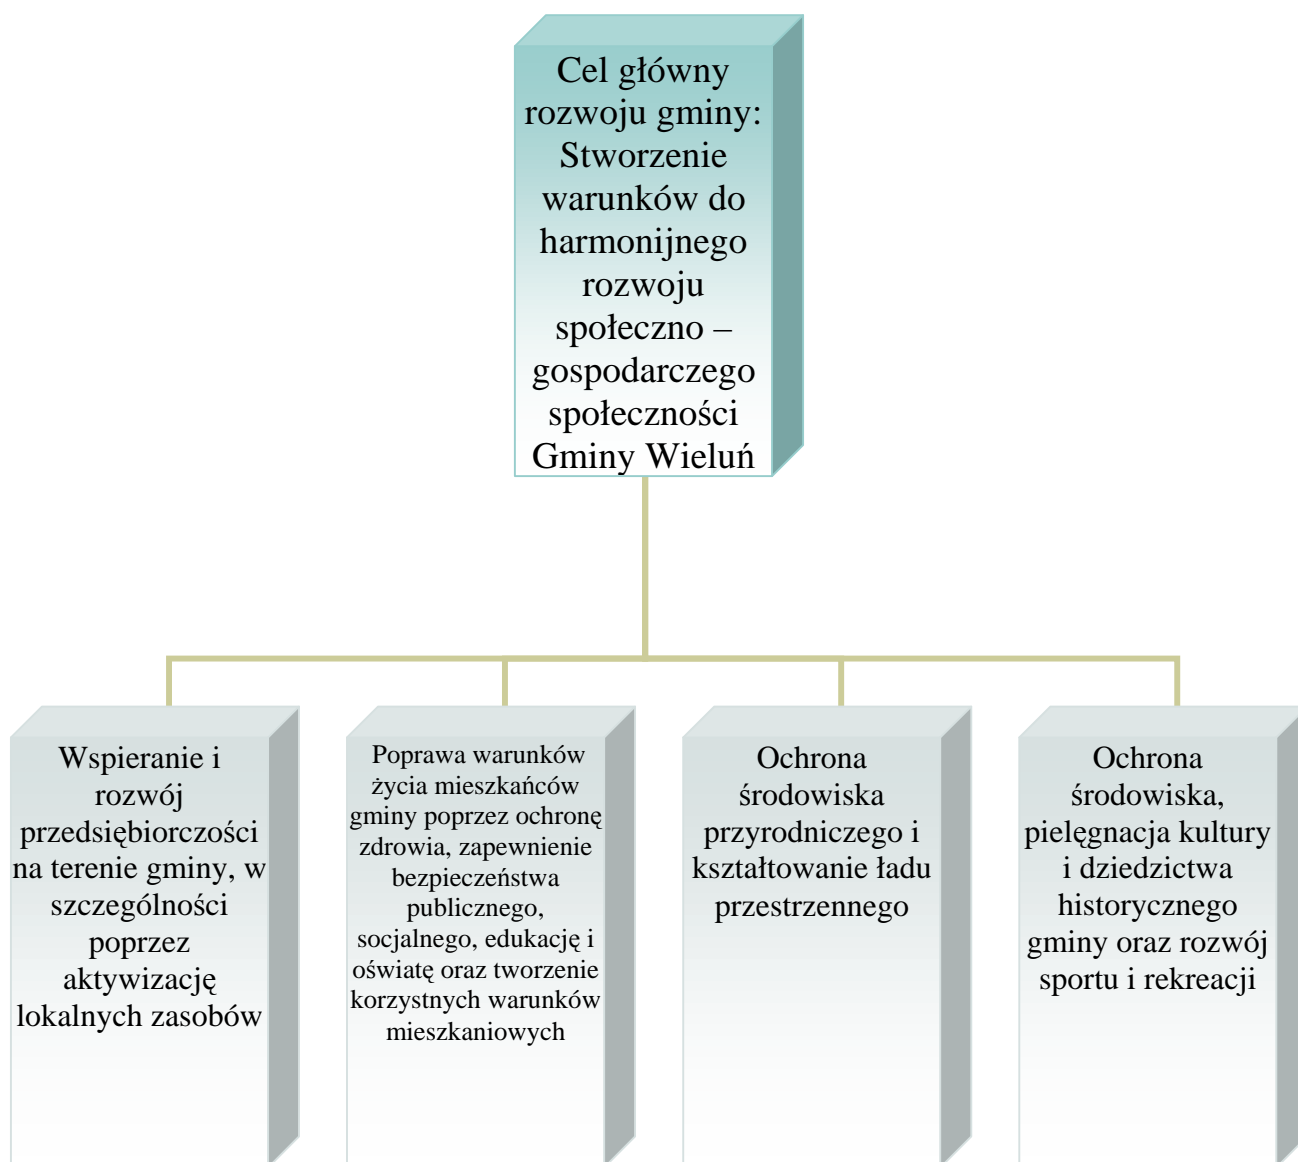 Cel główny
rozwoju gminy:
Stworzenie
warunków do
harmonijnego
rozwoju
społeczno –
gospodarczego
społeczności
Gminy Wieluń
Wspieranie i
rozwój
przedsiębiorczości
na terenie gminy, w
szczególności
poprzez
aktywizację
lokalnych zasobów
Poprawa warunków
życia mieszkańców
gminy poprzez ochronę
zdrowia, zapewnienie
bezpieczeństwa
publicznego,
socjalnego, edukację i
oświatę oraz tworzenie
korzystnych warunków
mieszkaniowych
Ochrona
środowiska
przyrodniczego i
kształtowanie ładu
przestrzennego
Ochrona
środowiska,
pielęgnacja kultury
i dziedzictwa
historycznego
gminy oraz rozwój
sportu i rekreacji